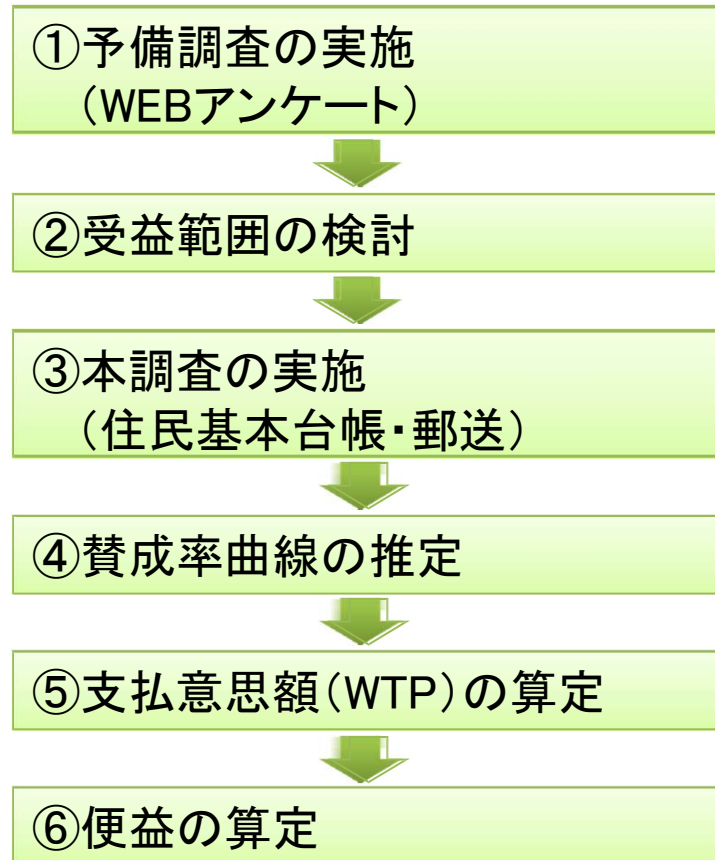 ①予備調査の実施
（WEBアンケート）
②受益範囲の検討
③本調査の実施
（住民基本台帳・郵送）
④賛成率曲線の推定
⑤支払意思額（WTP）の算定
⑥便益の算定